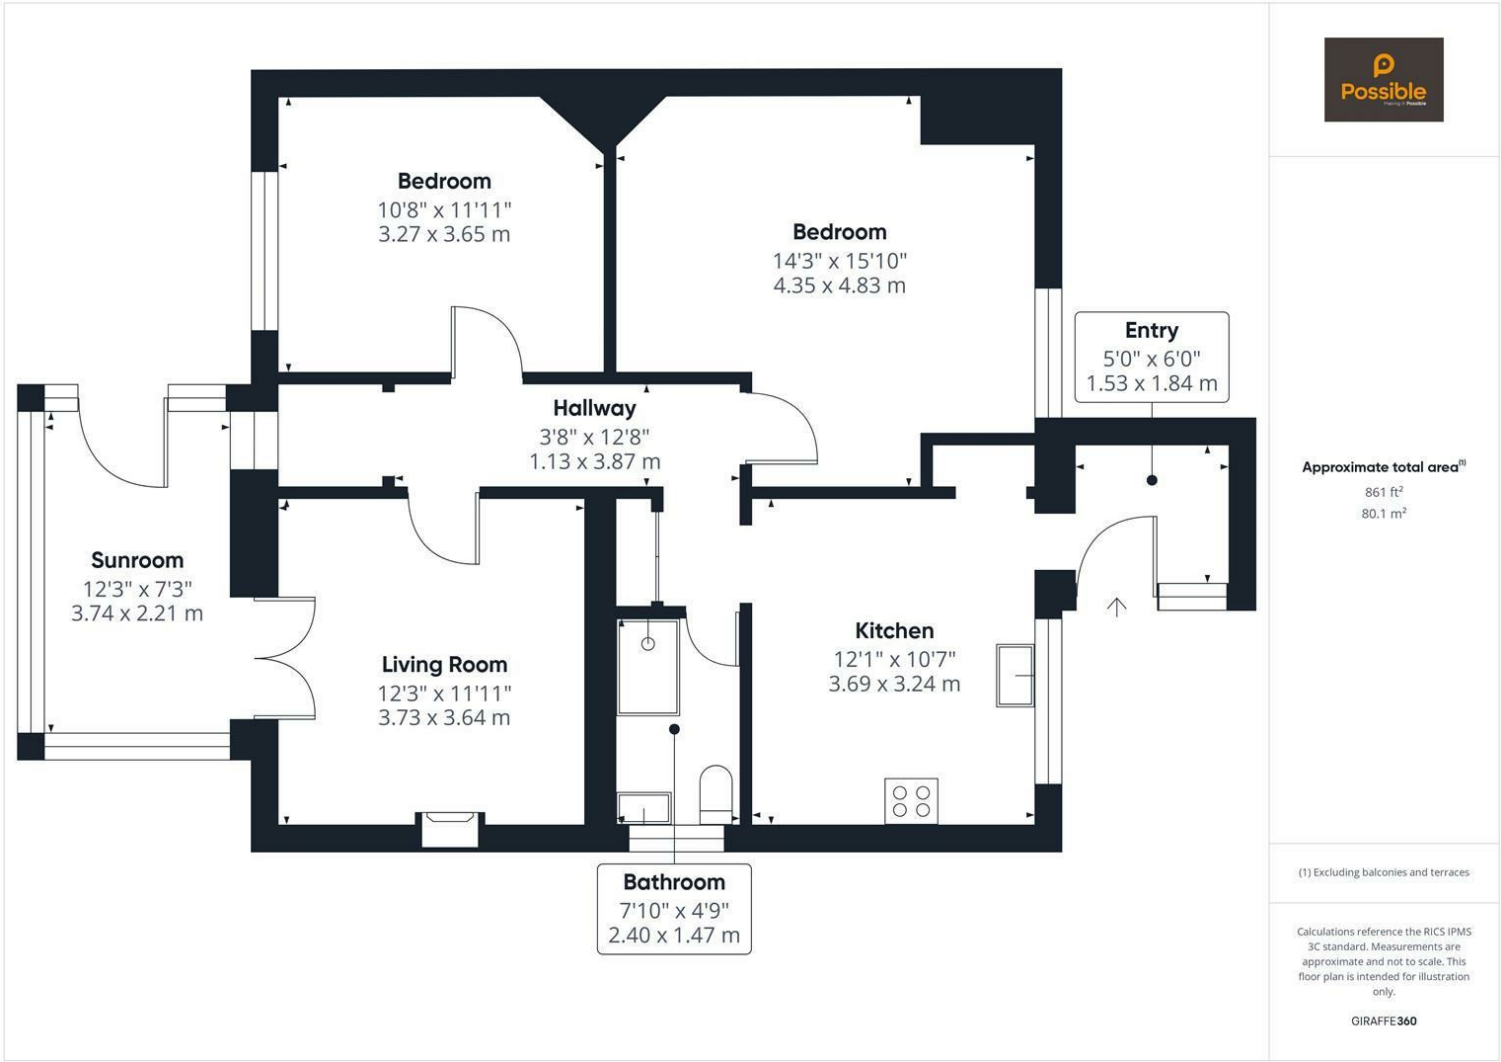 Possible
Making it Possible
Bedroom
10'8" x 11'11"
3.27 x 3.65 m
Bedroom
14'3" x 15'10"
4.35 x 4.83 m
Entry
5'0" x 6'0"
1.53 x 1.84 m
Hallway
3'8" x 12'8"
1.13 x 3.87 m
Approximate total area(1)
861 ft²
80.1 m²
Sunroom
12'3" x 7'3"
3.74 x 2.21 m
Living Room
12'3" x 11'11"
3.73 x 3.64 m
Kitchen
12'1" x 10'7"
3.69 x 3.24 m
Bathroom
7'10" x 4'9"
2.40 x 1.47 m
(1) Excluding balconies and terraces
Calculations reference the RICS IPMS
3C standard. Measurements are
approximate and not to scale. This
floor plan is intended for illustration
only.
GIRAFFE360